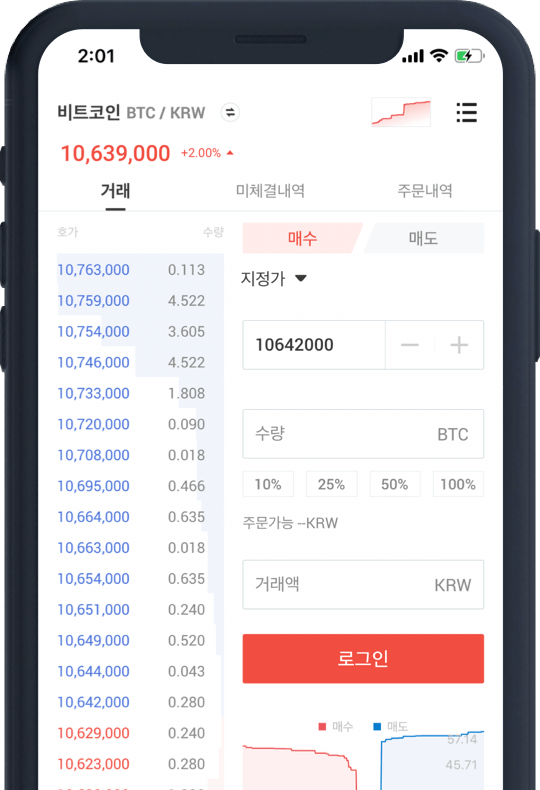 2:01
비트코인 BTC / KRW
10,639,000 +2.00%
거래 미체결내역 주문내역
호가 수량 매수 매도
10,763,000 0.113 지정가
10,759,000 4.522
10,754,000 3.605 10642000
10,746,000 4.522
10,733,000 1.808
10,720,000 0.090 수량 BTC
10,708,000 0.018
10,695,000 0.466 10% 25% 50% 100%
10,664,000 0.635 주문가능 --KRW
10,663,000 0.018
10,654,000 0.635 거래액 KRW
10,651,000 0.240
10,649,000 0.520
10,644,000 0.043 로그인
10,642,000 0.280
10,629,000 0.240 매수 매도
57.14
10,623,000 0.280 45.71